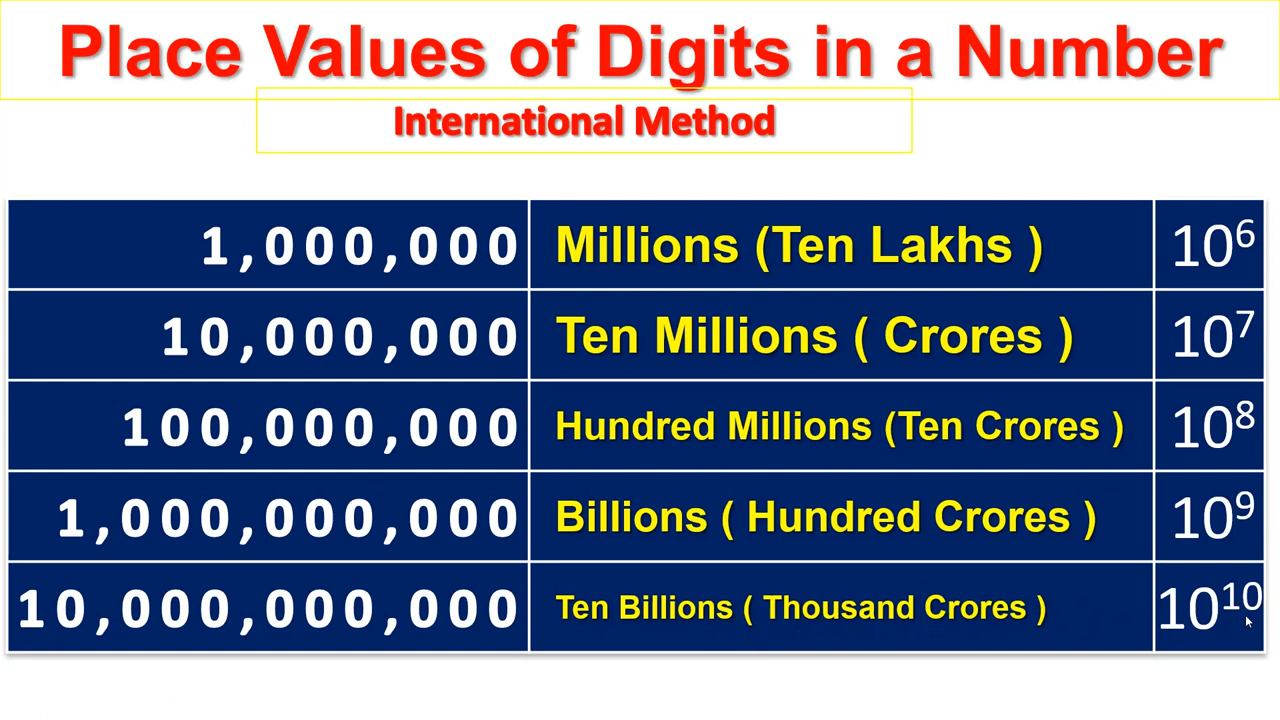 Place Values of Digits in a Number
International Method
1,000,000 Millions (Ten Lakhs ) 10⁶
10,000,000 Ten Millions ( Crores ) 10⁷
100,000,000 Hundred Millions (Ten Crores ) 10⁸
1,000,000,000 Billions ( Hundred Crores ) 10⁹
10,000,000,000 Ten Billions ( Thousand Crores ) 10¹⁰